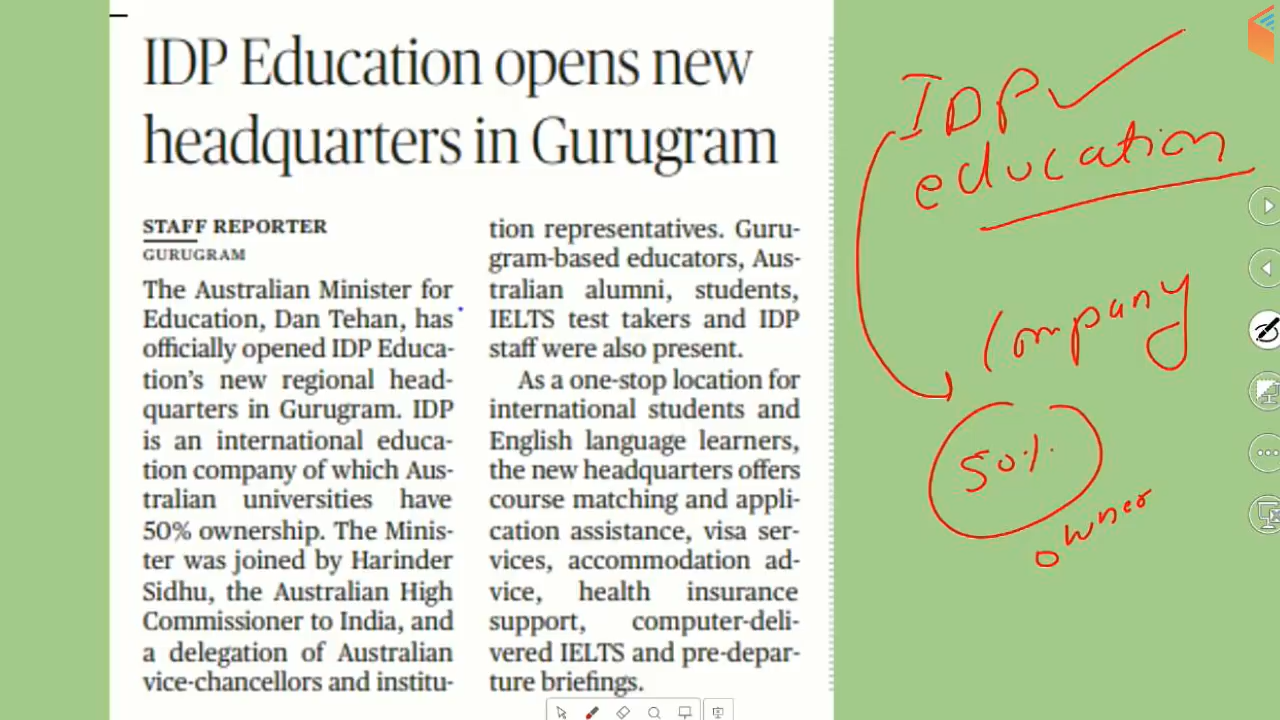 IDP Education opens new
headquarters in Gurugram
STAFF REPORTER
GURUGRAM
The Australian Minister for
Education, Dan Tehan, has
officially opened IDP Educa-
tion's new regional head-
quarters in Gurugram. IDP
is an international educa-
tion company of which Aus-
tralian universities have
50% ownership. The Minis-
ter was joined by Harinder
Sidhu, the Australian High
Commissioner to India, and
a delegation of Australian
vice-chancellors and institu-
tion representatives. Guru-
gram-based educators, Aus-
tralian alumni, students,
IELTS test takers and IDP
staff were also present.
As a one-stop location for
international students and
English language learners,
the new headquarters offers
course matching and appli-
cation assistance, visa ser-
vices, accommodation ad-
vice, health insurance
support, computer-deli-
vered IELTS and pre-depar-
ture briefings.
IDP
education
Company
50%
owner